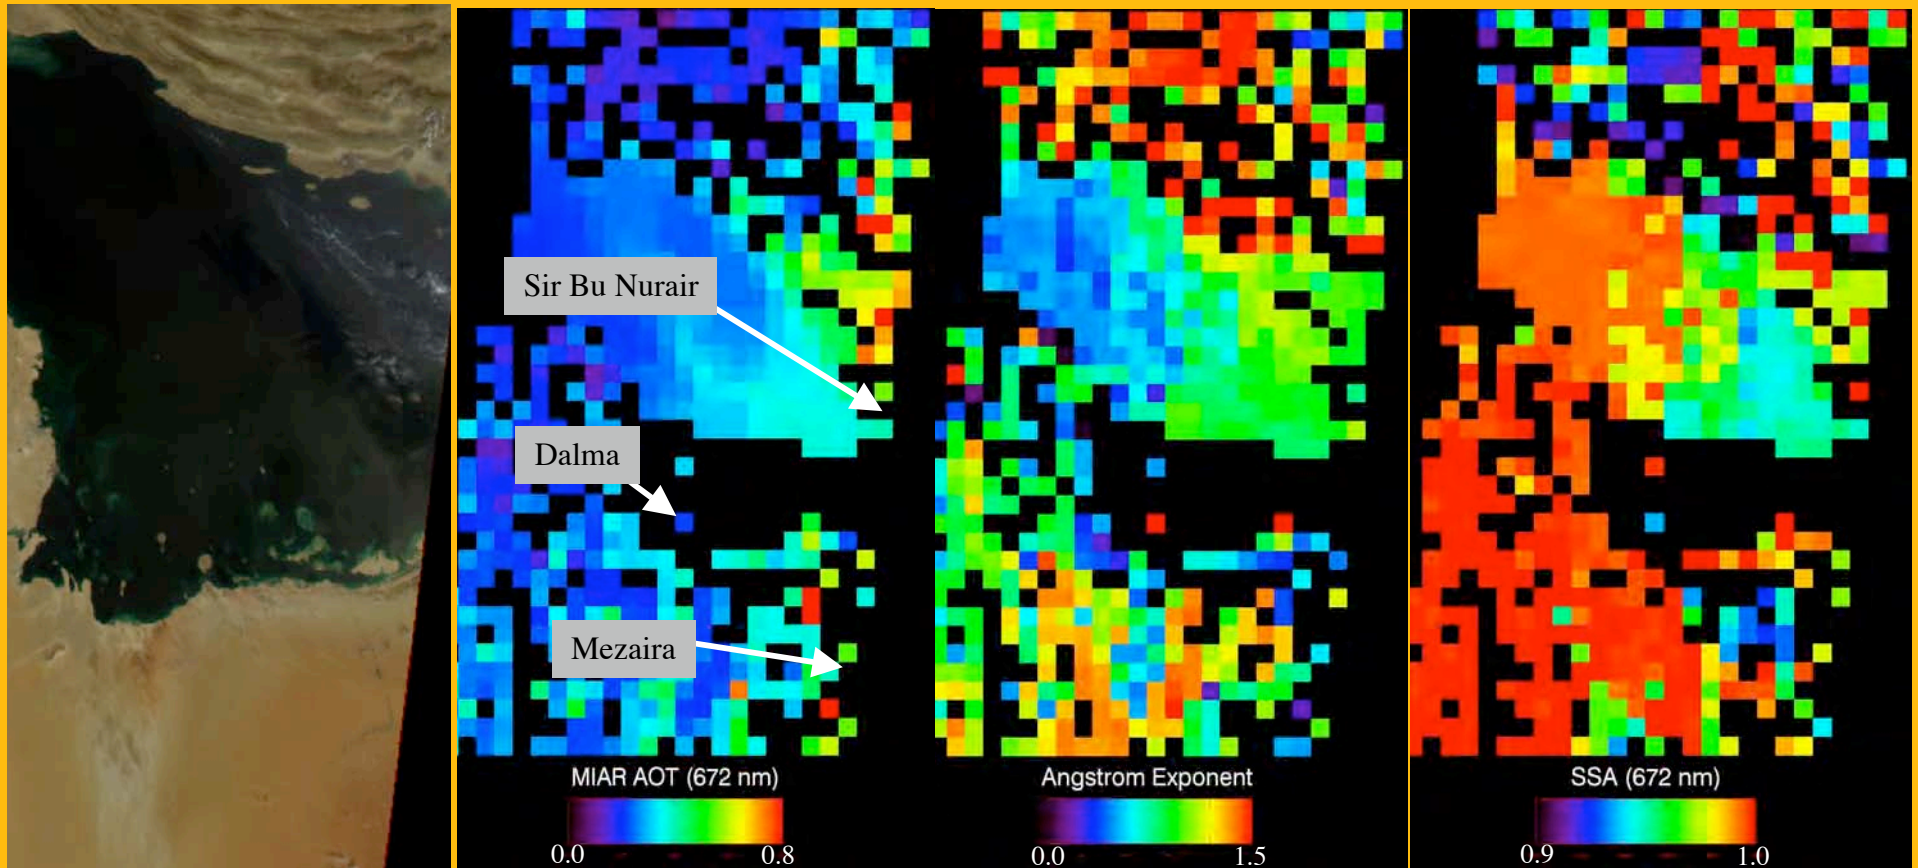 Sir Bu Nurair
Dalma
Mezaira
MIAR AOT (672 nm)
0.0 0.8
Angstrom Exponent
0.0 1.5
SSA (672 nm)
0.9 1.0